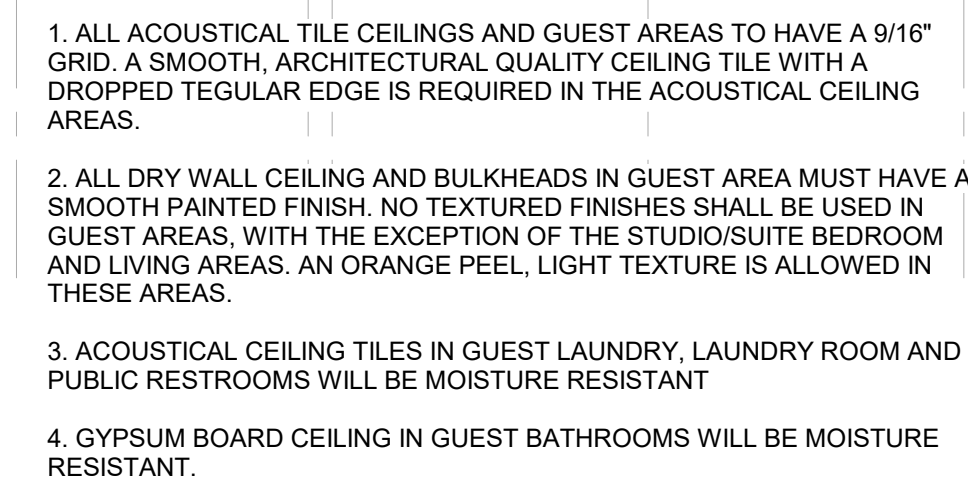 1. ALL ACOUSTICAL TILE CEILINGS AND GUEST AREAS TO HAVE A 9/16"
GRID. A SMOOTH, ARCHITECTURAL QUALITY CEILING TILE WITH A
DROPPED TEGULAR EDGE IS REQUIRED IN THE ACOUSTICAL CEILING
AREAS.
2. ALL DRY WALL CEILING AND BULKHEADS IN GUEST AREA MUST HAVE A
SMOOTH PAINTED FINISH. NO TEXTURED FINISHES SHALL BE USED IN
GUEST AREAS, WITH THE EXCEPTION OF THE STUDIO/SUITE BEDROOM
AND LIVING AREAS. AN ORANGE PEEL, LIGHT TEXTURE IS ALLOWED IN
THESE AREAS.
3. ACOUSTICAL CEILING TILES IN GUEST LAUNDRY, LAUNDRY ROOM AND
PUBLIC RESTROOMS WILL BE MOISTURE RESISTANT
4. GYPSUM BOARD CEILING IN GUEST BATHROOMS WILL BE MOISTURE
RESISTANT.